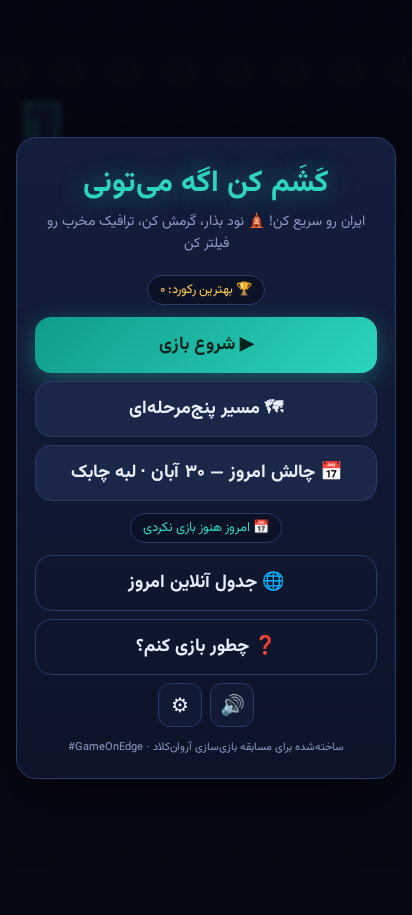 کَشَم کن اگه می‌تونی
ایران رو سریع کن! 🗼 نود بذار، گرمش کن، ترافیک مخرب رو
فیلتر کن
🏆 بهترین رکورد: ۰
▶ شروع بازی
🗺 مسیر پنج‌مرحله‌ای
📅 چالش امروز — ۳۰ آبان · لبه چابک
📅 امروز هنوز بازی نکردی
🌐 جدول آنلاین امروز
❓ چطور بازی کنم؟
ساخته‌شده برای مسابقه بازی‌سازی آروان‌کلاد · #GameOnEdge